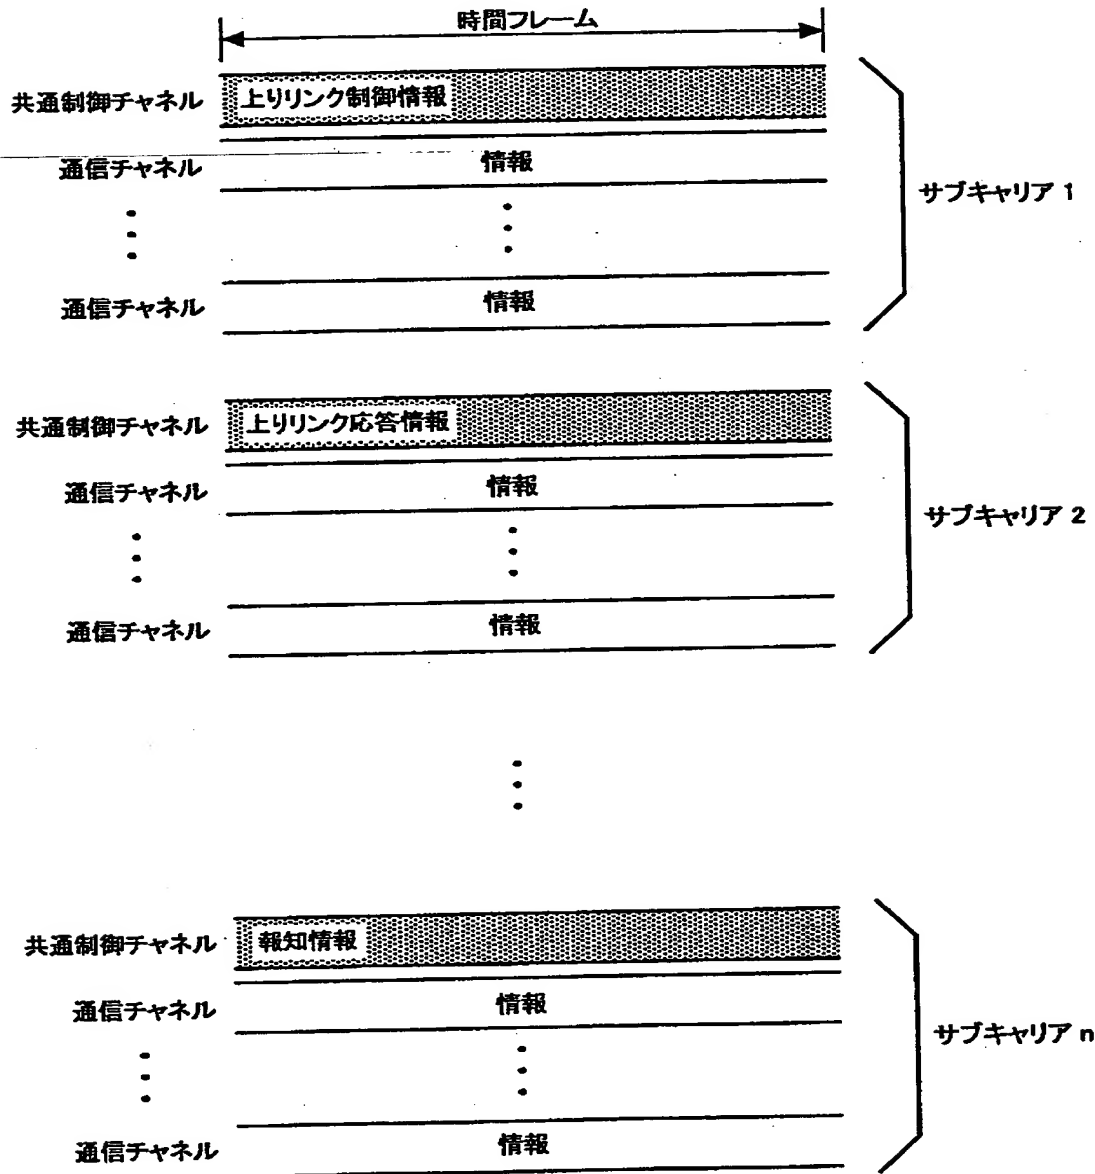 時間フレーム
共通制御チャネル
上りリンク制御情報
通信チャネル
情報
サブキャリア 1
通信チャネル
情報
共通制御チャネル
上りリンク応答情報
通信チャネル
情報
サブキャリア 2
通信チャネル
情報
共通制御チャネル
報知情報
通信チャネル
情報
サブキャリア n
通信チャネル
情報